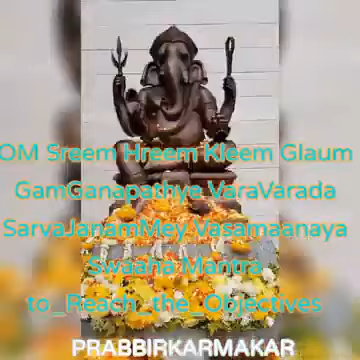 OM Sreem Hreem Kleem Glaum
GamGanapathye VaraVarada
SarvaJanamMey Vasamaanaya
Swaaha Mantra
to_Reach_the_Objectives
PRABBIRKARMAKAR